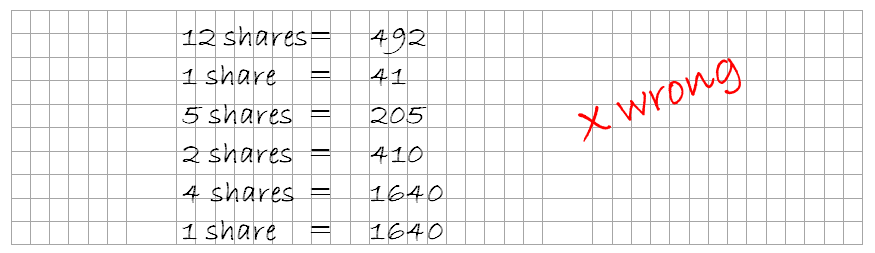 12 shares = 492
1 share = 41
5 shares = 205
2 shares = 410
4 shares = 1640
1 share = 1640
x wrong